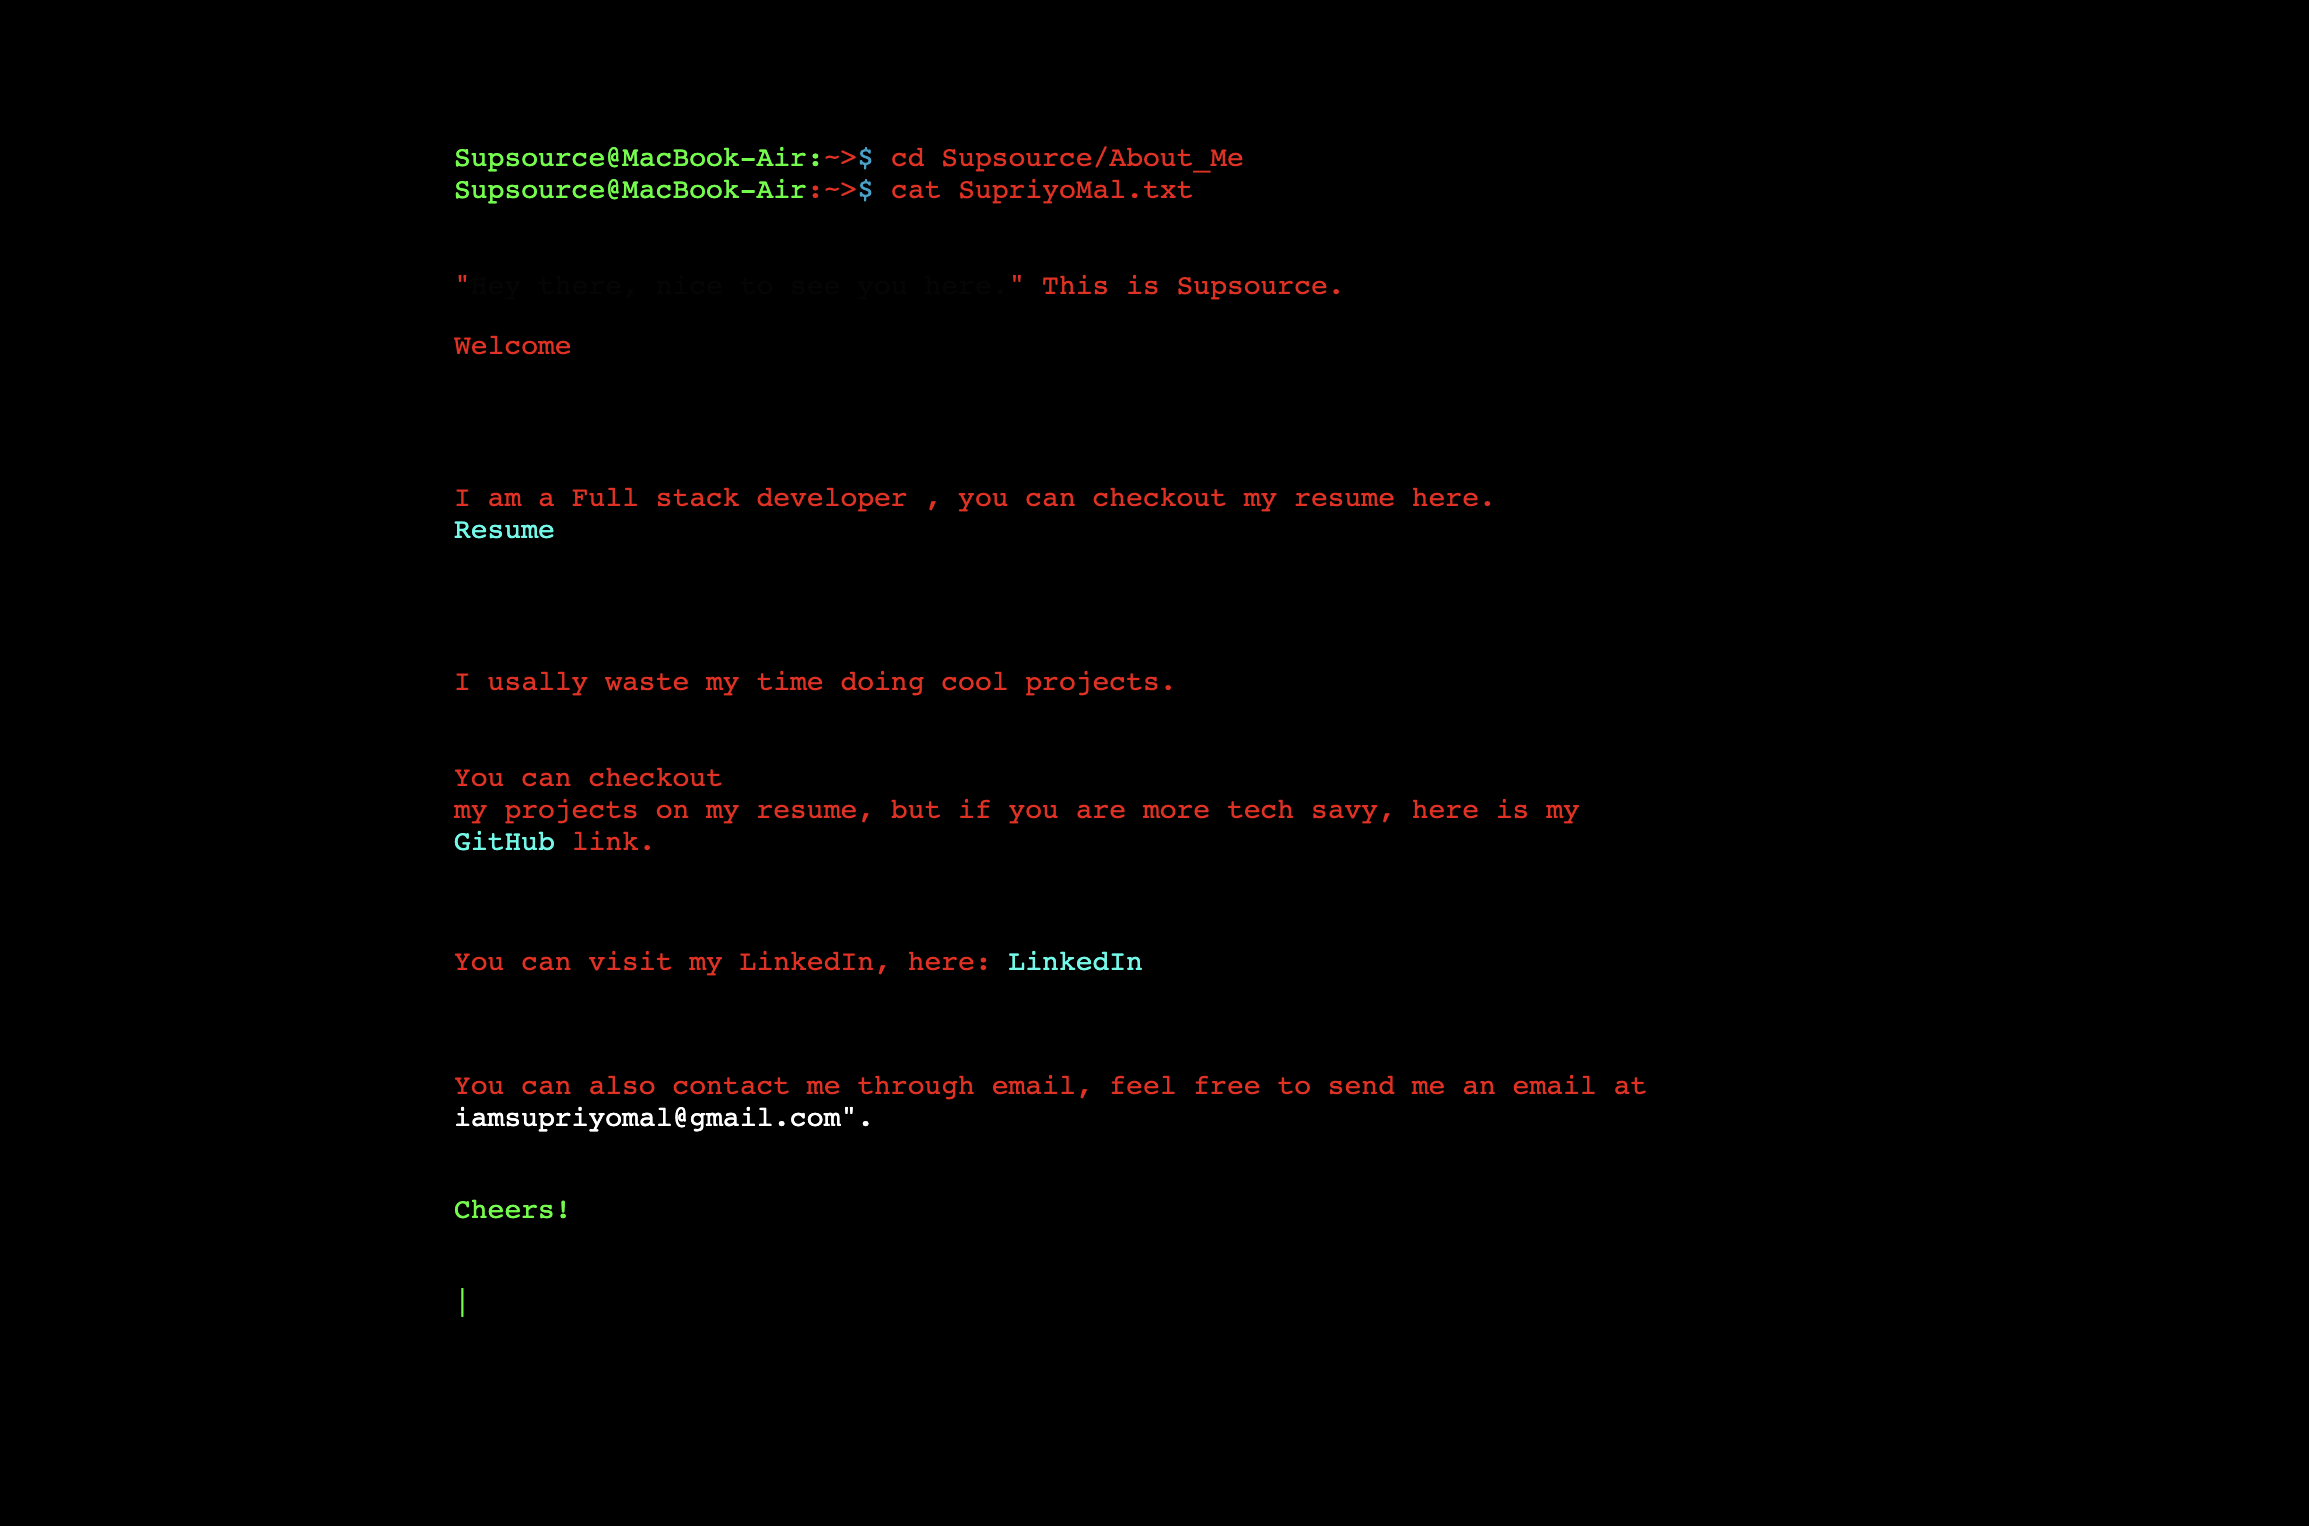 Supsource@MacBook-Air:~>$ cd Supsource/About_Me
Supsource@MacBook-Air:~>$ cat SupriyoMal.txt
"Hey there, nice to see you here." This is Supsource.
Welcome
I am a Full stack developer , you can checkout my resume here.
Resume
I usally waste my time doing cool projects.
You can checkout
my projects on my resume, but if you are more tech savy, here is my
GitHub link.
You can visit my LinkedIn, here: LinkedIn
You can also contact me through email, feel free to send me an email at
iamsupriyomal@gmail.com".
Cheers!